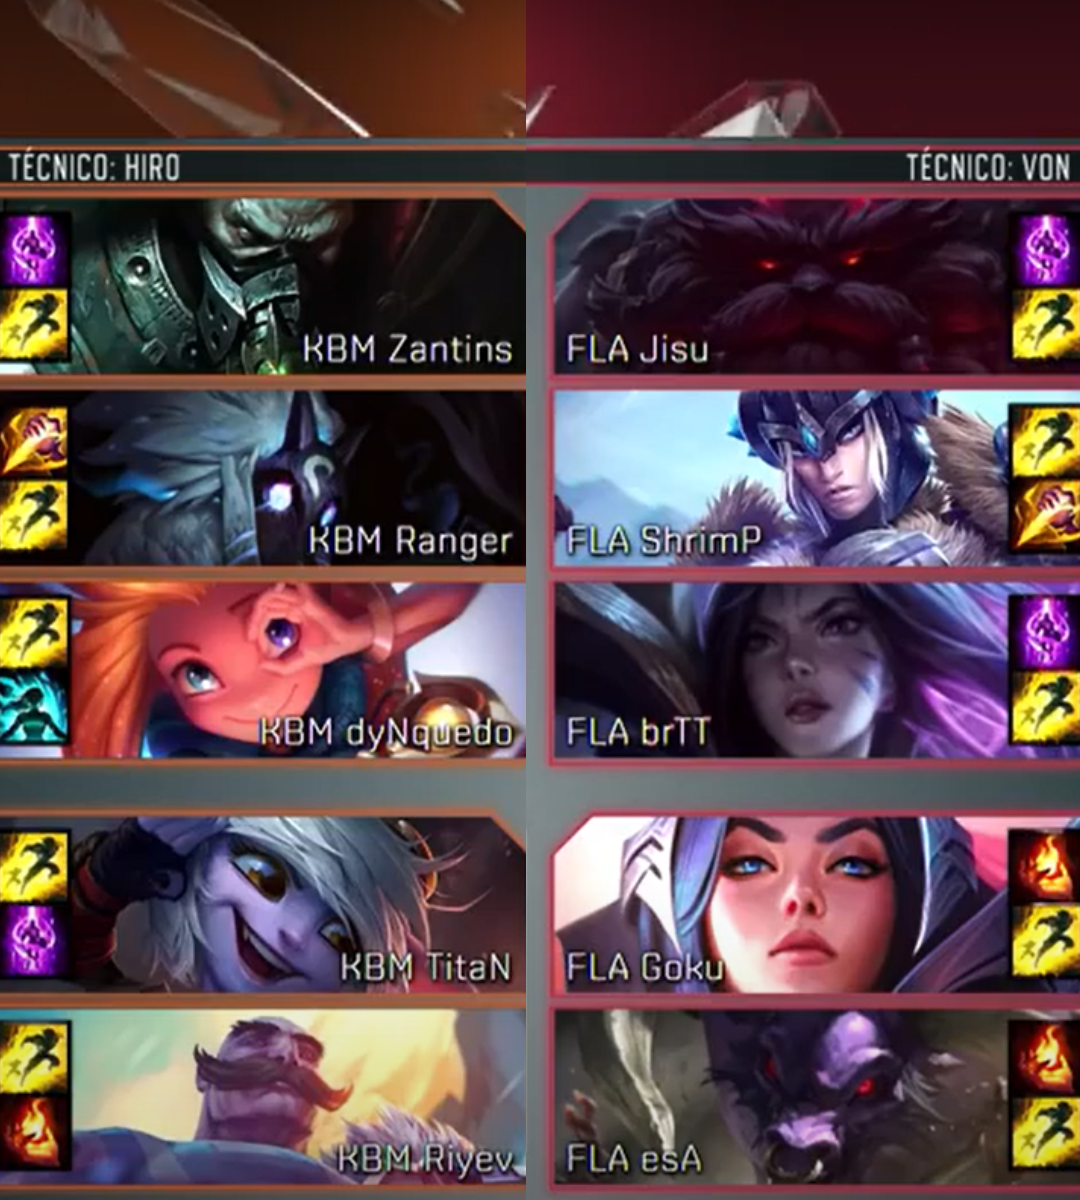 TÉCNICO: HIRO
TÉCNICO: VON
KBM Zantins
FLA Jisu
KBM Ranger
FLA ShrimP
KBM dyNquedo
FLA brTT
KBM TitaN
FLA Goku
KBM Riyev
FLA esA